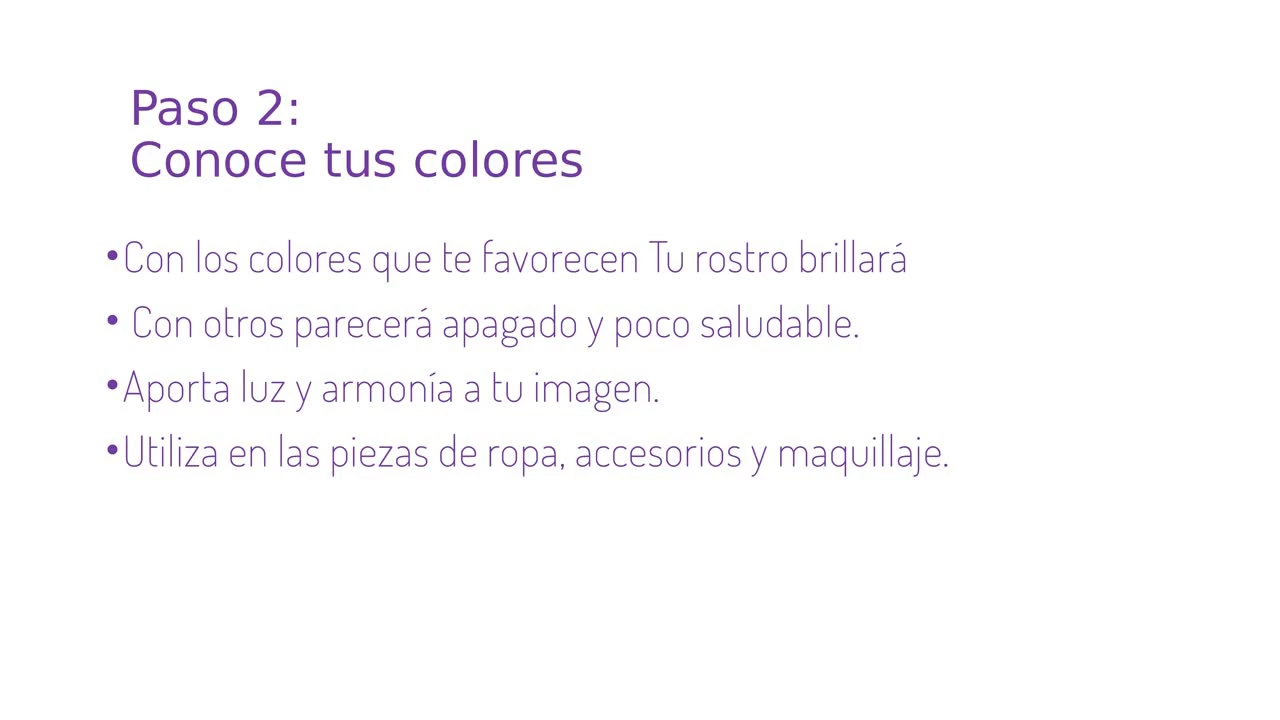 Paso 2:
Conoce tus colores
•Con los colores que te favorecen Tu rostro brillará
• Con otros parecerá apagado y poco saludable.
•Aporta luz y armonía a tu imagen.
•Utiliza en las piezas de ropa, accesorios y maquillaje.